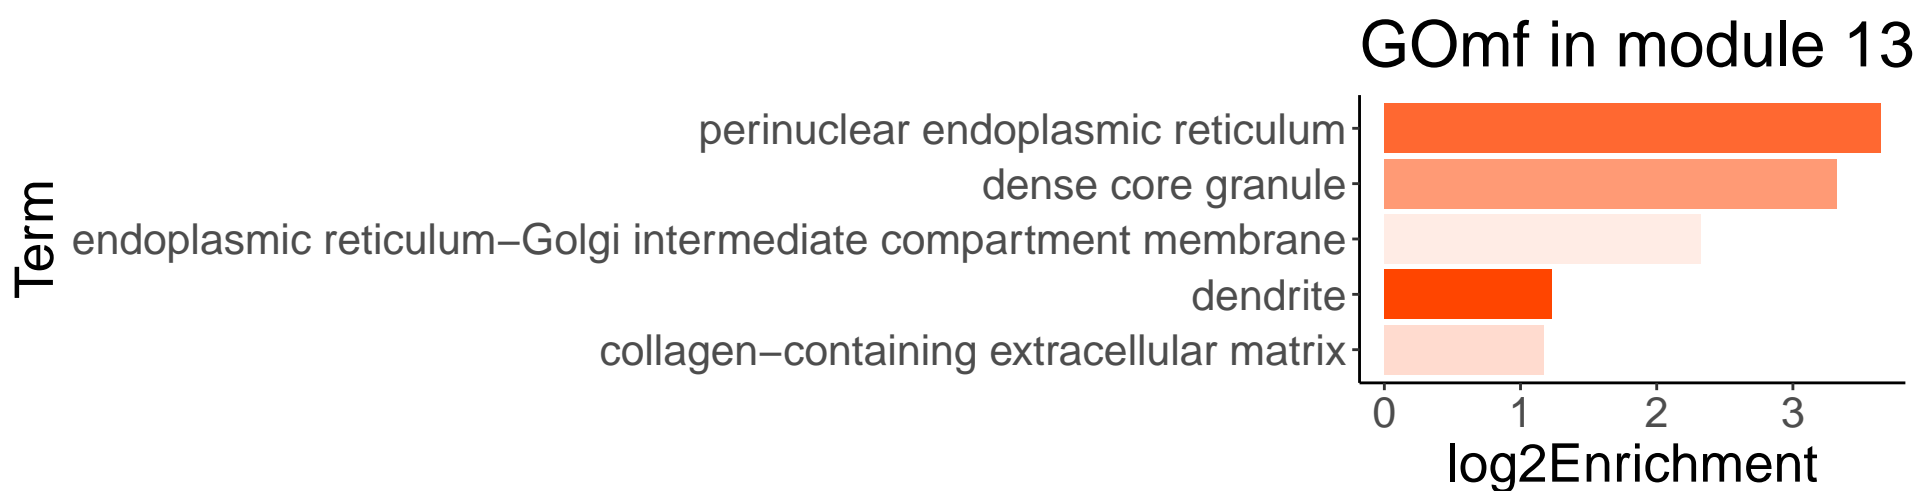 GOmf in module 13
Term
perinuclear endoplasmic reticulum
dense core granule
endoplasmic reticulum−Golgi intermediate compartment membrane
dendrite
collagen−containing extracellular matrix
0 1 2 3
log2Enrichment